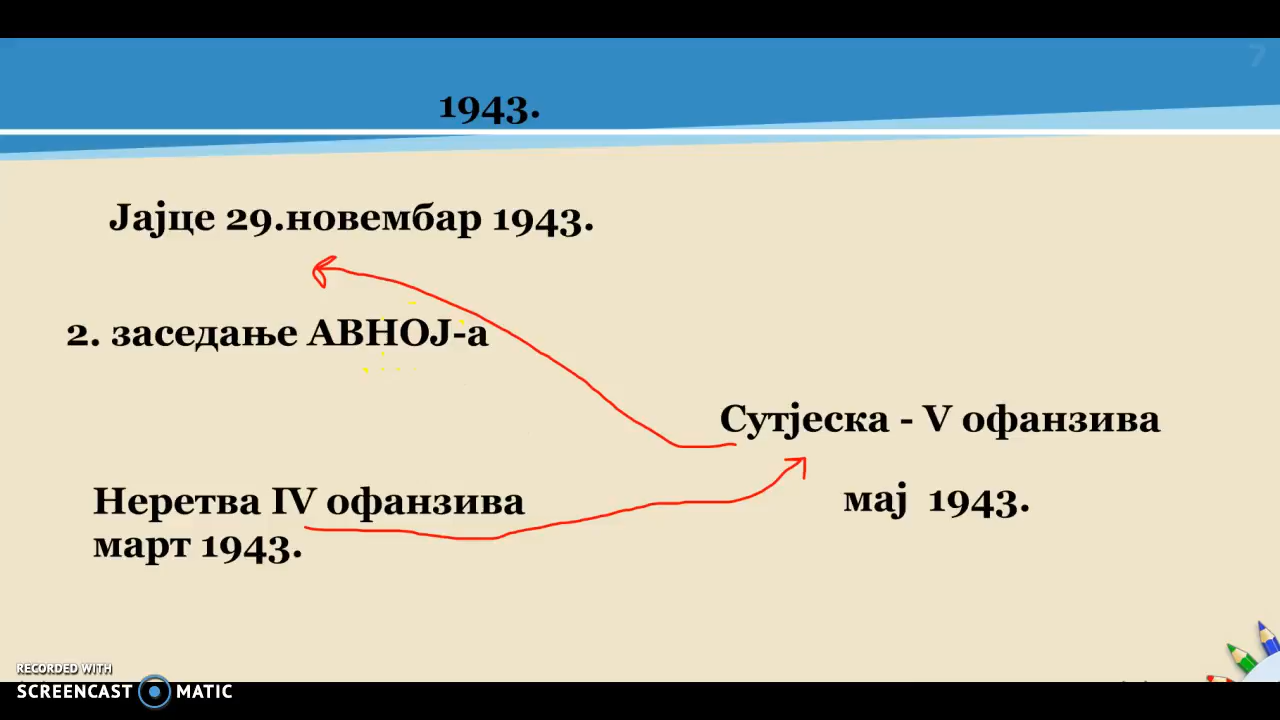 7
1943.
Јајце 29.новембар 1943.
2. заседање АВНОЈ-а
Сутјеска - V офанзива
мај 1943.
Неретва IV офанзива
март 1943.
RECORDED WITH
SCREENCAST MATIC